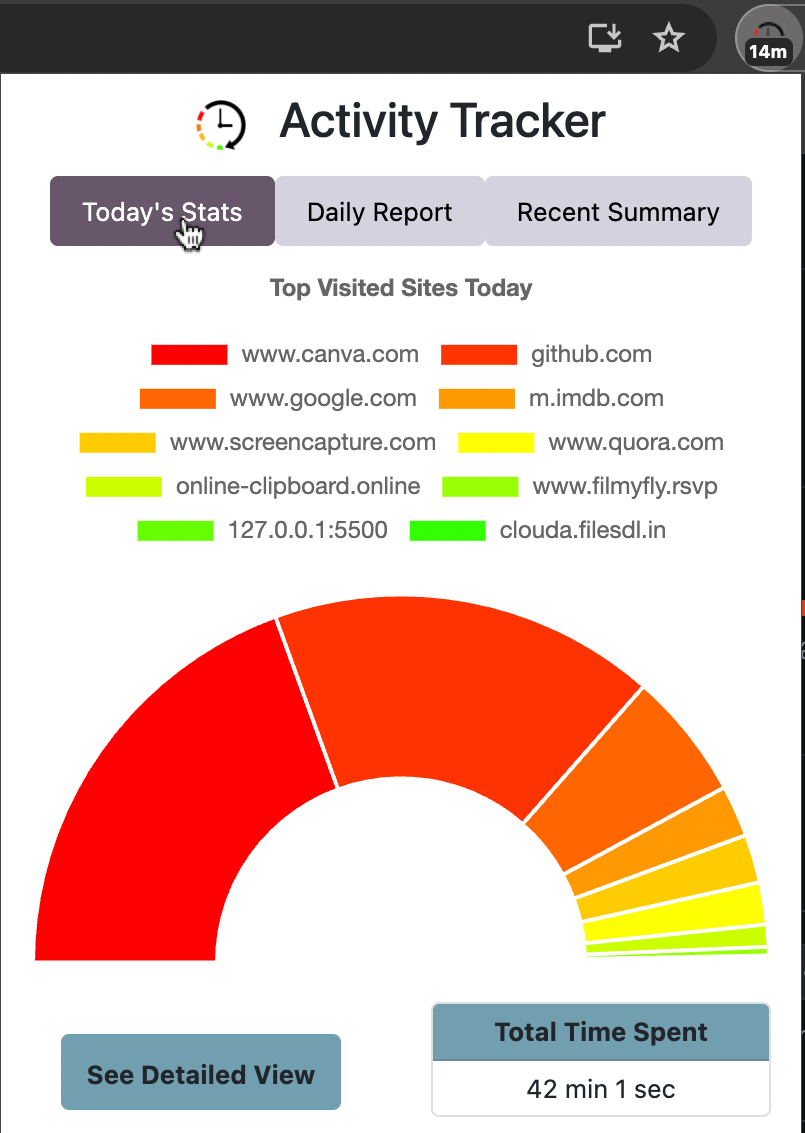 14m
Activity Tracker
Today's Stats Daily Report Recent Summary
Top Visited Sites Today
www.canva.com github.com
www.google.com m.imdb.com
www.screencapture.com www.quora.com
online-clipboard.online www.filmyfly.rsvp
127.0.0.1:5500 clouda.filesdl.in
Total Time Spent
See Detailed View
42 min 1 sec